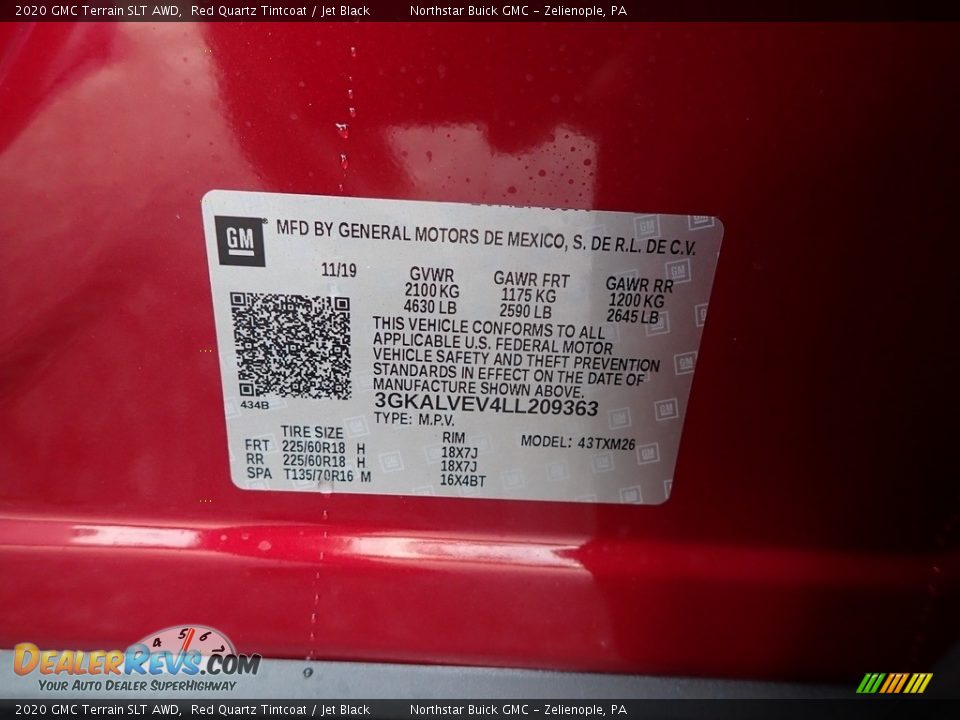 2020 GMC Terrain SLT AWD, Red Quartz Tintcoat / Jet Black Northstar Buick GMC - Zelienople, PA
GM® MFD BY GENERAL MOTORS DE MEXICO, S. DE R.L. DE C.V.
11/19 GVWR GAWR FRT GAWR RR
2100 KG 1175 KG 1200 KG
4630 LB 2590 LB 2645 LB
THIS VEHICLE CONFORMS TO ALL
APPLICABLE U.S. FEDERAL MOTOR
VEHICLE SAFETY AND THEFT PREVENTION
STANDARDS IN EFFECT ON THE DATE OF
MANUFACTURE SHOWN ABOVE.
434B 3GKALVEV4LL209363
TYPE: M.P.V.
TIRE SIZE RIM MODEL: 43TXM26
FRT 225/60R18 H 18X7J
RR 225/60R18 H 18X7J
SPA T135/70R16 M 16X4BT
4 5 6 7
DEALERREVS.COM
YOUR AUTO DEALER SUPERHIGHWAY
2020 GMC Terrain SLT AWD, Red Quartz Tintcoat / Jet Black Northstar Buick GMC - Zelienople, PA